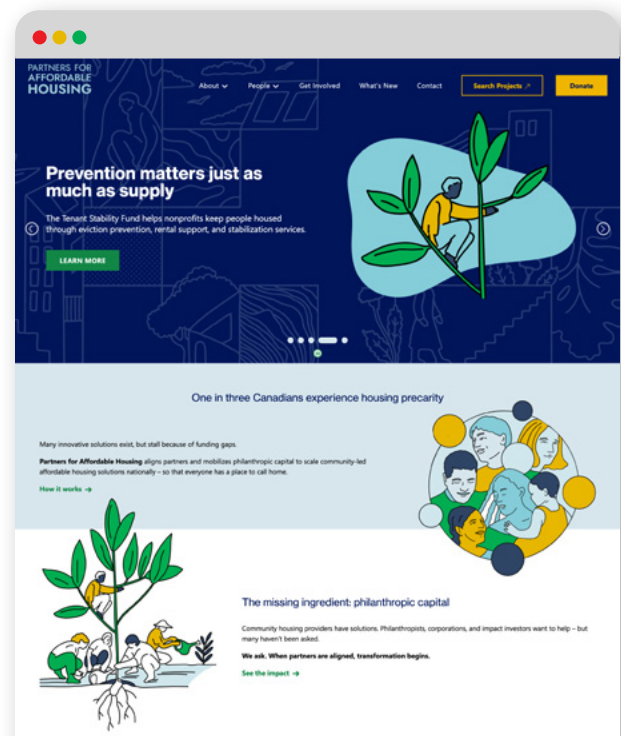 PARTNERS FOR
AFFORDABLE
HOUSING
About
People
Get Involved
What's New
Contact
Search Projects ↗
Donate
Prevention matters just as
much as supply
The Tenant Stability Fund helps nonprofits keep people housed
through eviction prevention, rental support, and stabilization services.
LEARN MORE
One in three Canadians experience housing precarity
Many innovative solutions exist, but stall because of funding gaps.
Partners for Affordable Housing aligns partners and mobilizes philanthropic capital to scale community-led
affordable housing solutions nationally – so that everyone has a place to call home.
How it works →
The missing ingredient: philanthropic capital
Community housing providers have solutions. Philanthropists, corporations, and impact investors want to help – but
many haven't been asked.
We ask. When partners are aligned, transformation begins.
See the impact →